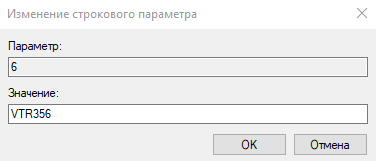 Изменение строкового параметра
Параметр:
6
Значение:
VTR356
OK
Отмена